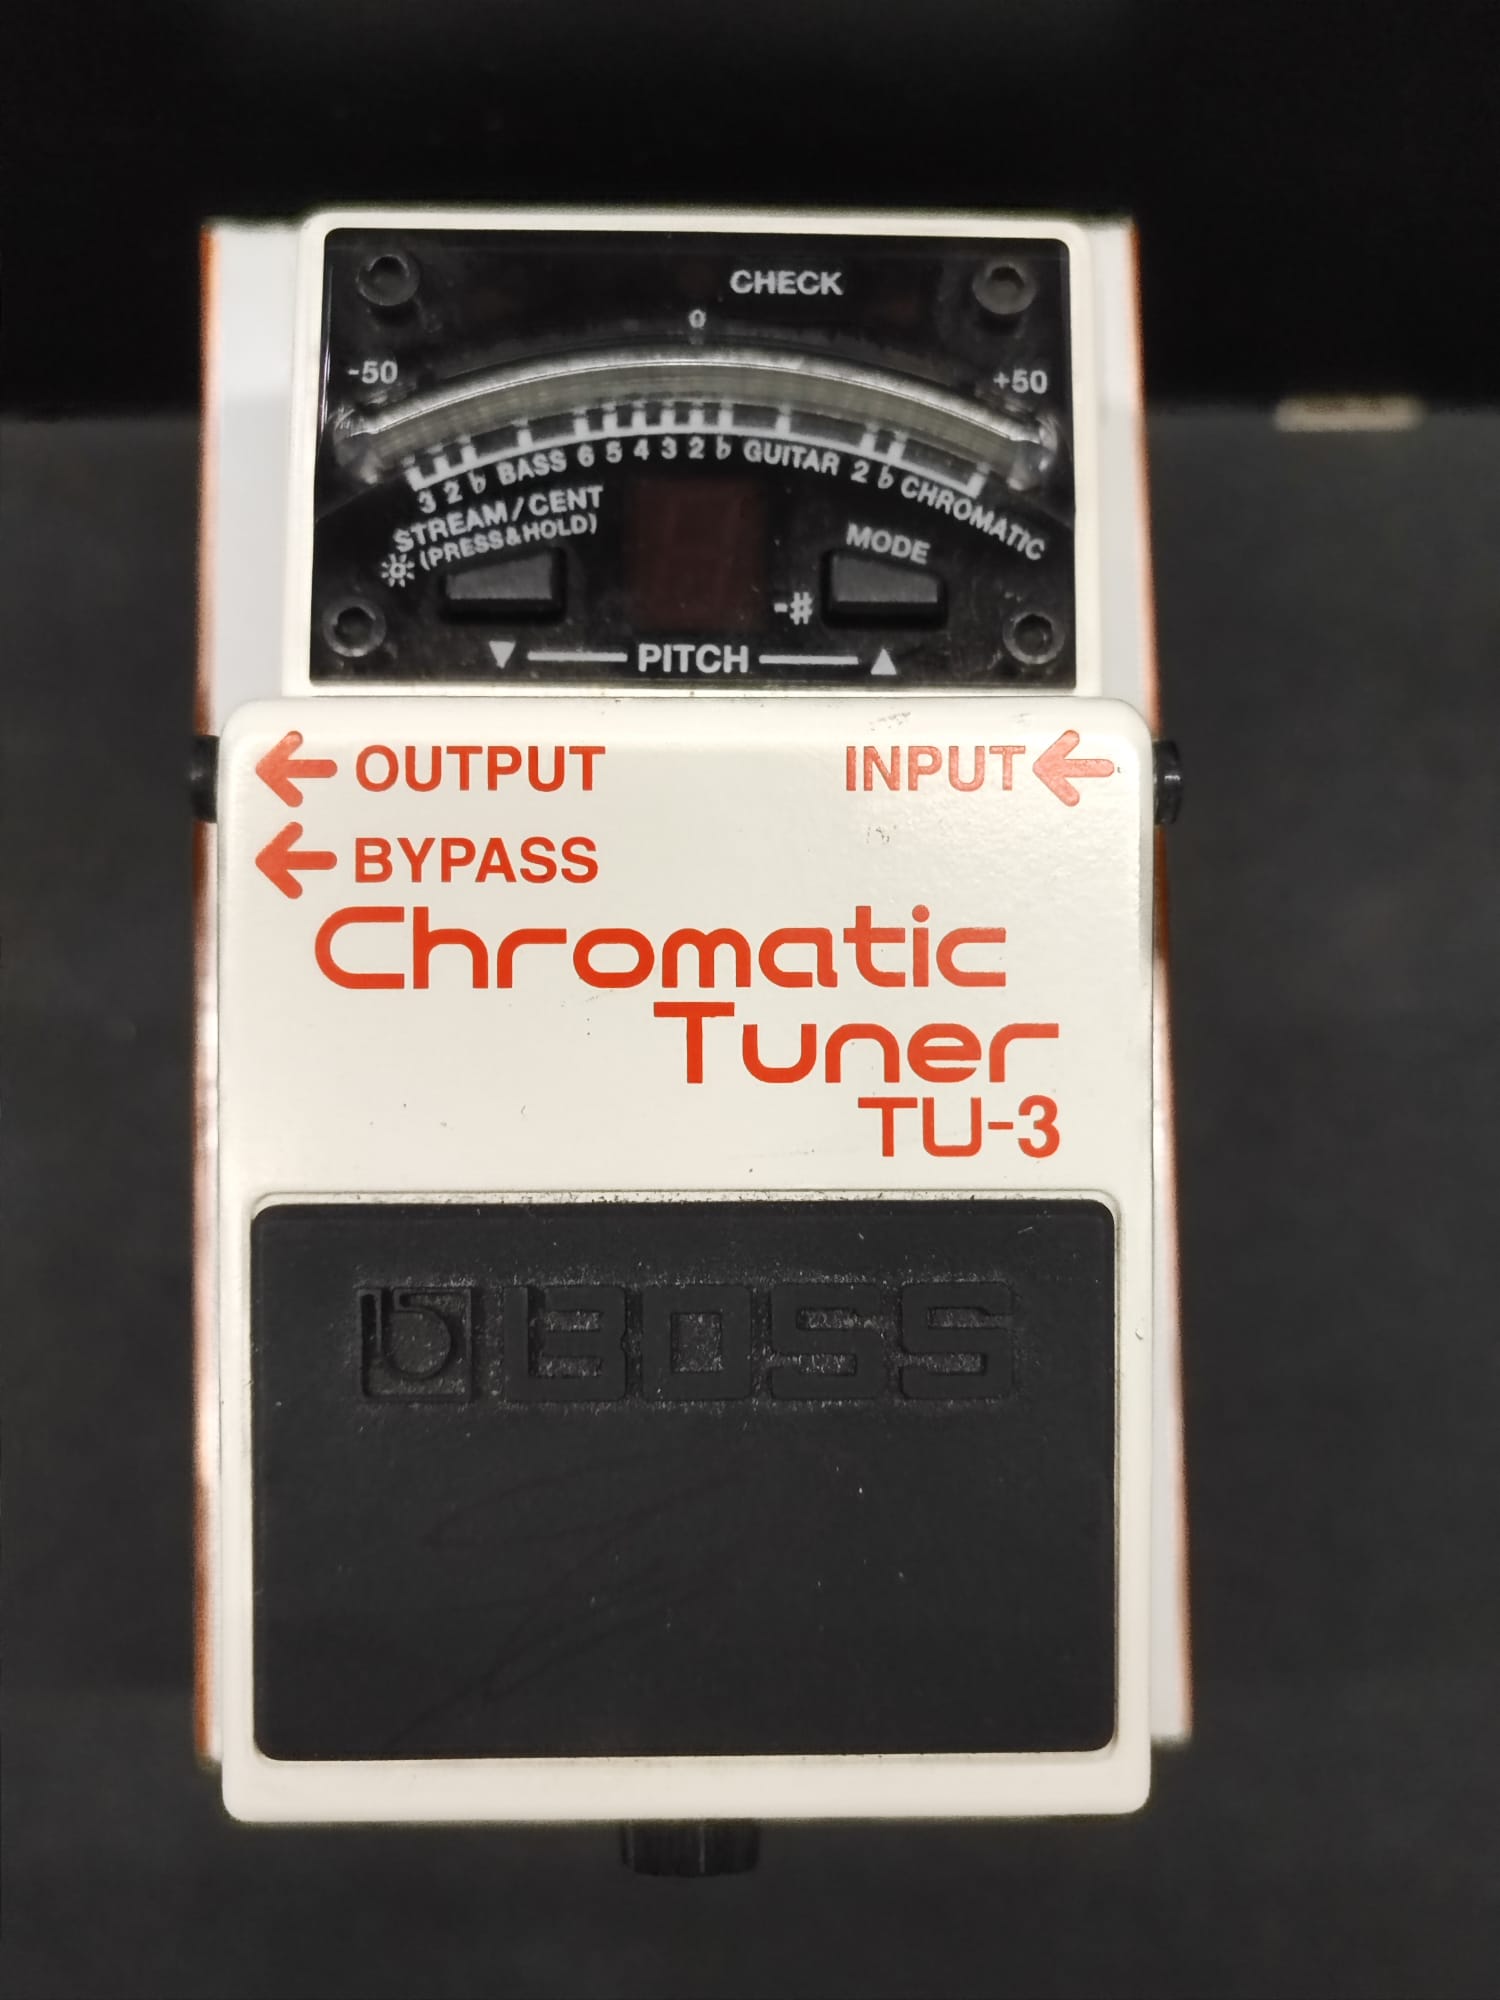 CHECK
0
-50
+50
3 2 ♭ BASS 6 5 4 3 2 ♭ GUITAR 2 ♭ CHROMATIC
STREAM/CENT
(PRESS&HOLD)
MODE
-#
▼ PITCH ▲
← OUTPUT
INPUT ←
← BYPASS
Chromatic
Tuner
TU-3
BOSS